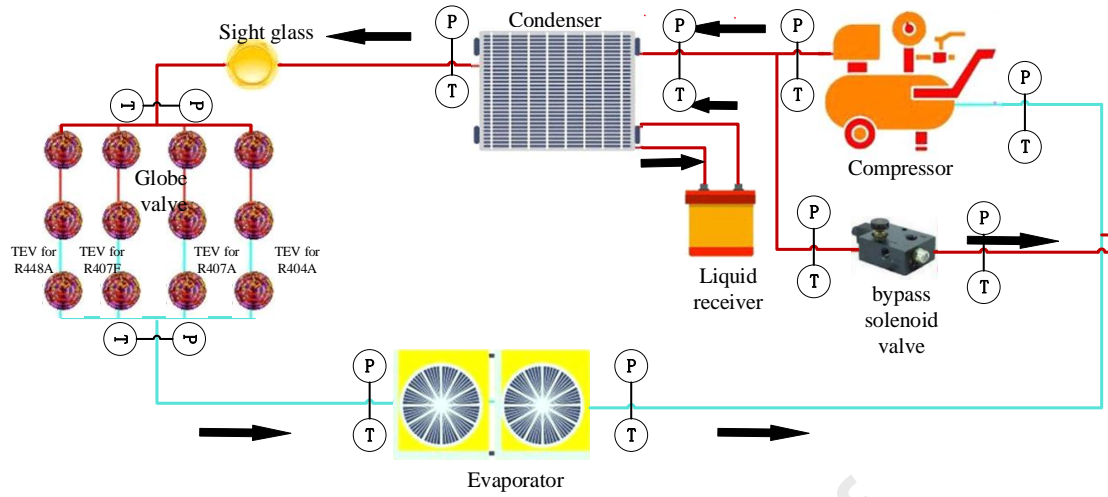 Condenser
Sight glass
P
P
P
P
T
T
T
T
T
P
Globe
valve
Compressor
TEV for
R448A
TEV for
R407F
TEV for
R407A
TEV for
R404A
P
P
T
T
Liquid
receiver
bypass
solenoid
valve
T
P
P
P
T
T
Evaporator